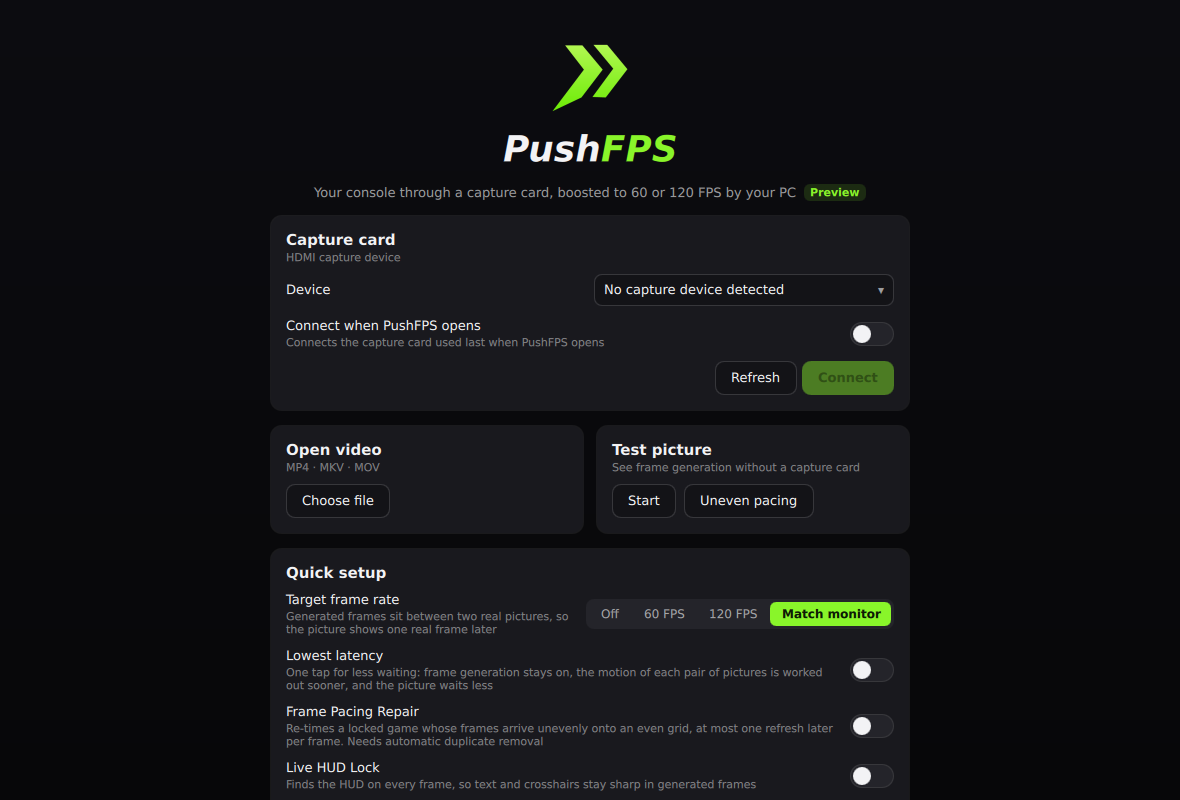 PushFPS
Your console through a capture card, boosted to 60 or 120 FPS by your PC Preview
Capture card
HDMI capture device
Device
No capture device detected
Connect when PushFPS opens
Connects the capture card used last when PushFPS opens
Refresh
Connect
Open video
MP4 · MKV · MOV
Choose file
Test picture
See frame generation without a capture card
Start
Uneven pacing
Quick setup
Target frame rate
Generated frames sit between two real pictures, so
the picture shows one real frame later
Off
60 FPS
120 FPS
Match monitor
Lowest latency
One tap for less waiting: frame generation stays on, the motion of each pair of pictures is worked
out sooner, and the picture waits less
Frame Pacing Repair
Re-times a locked game whose frames arrive unevenly onto an even grid, at most one refresh later
per frame. Needs automatic duplicate removal
Live HUD Lock
Finds the HUD on every frame, so text and crosshairs stay sharp in generated frames